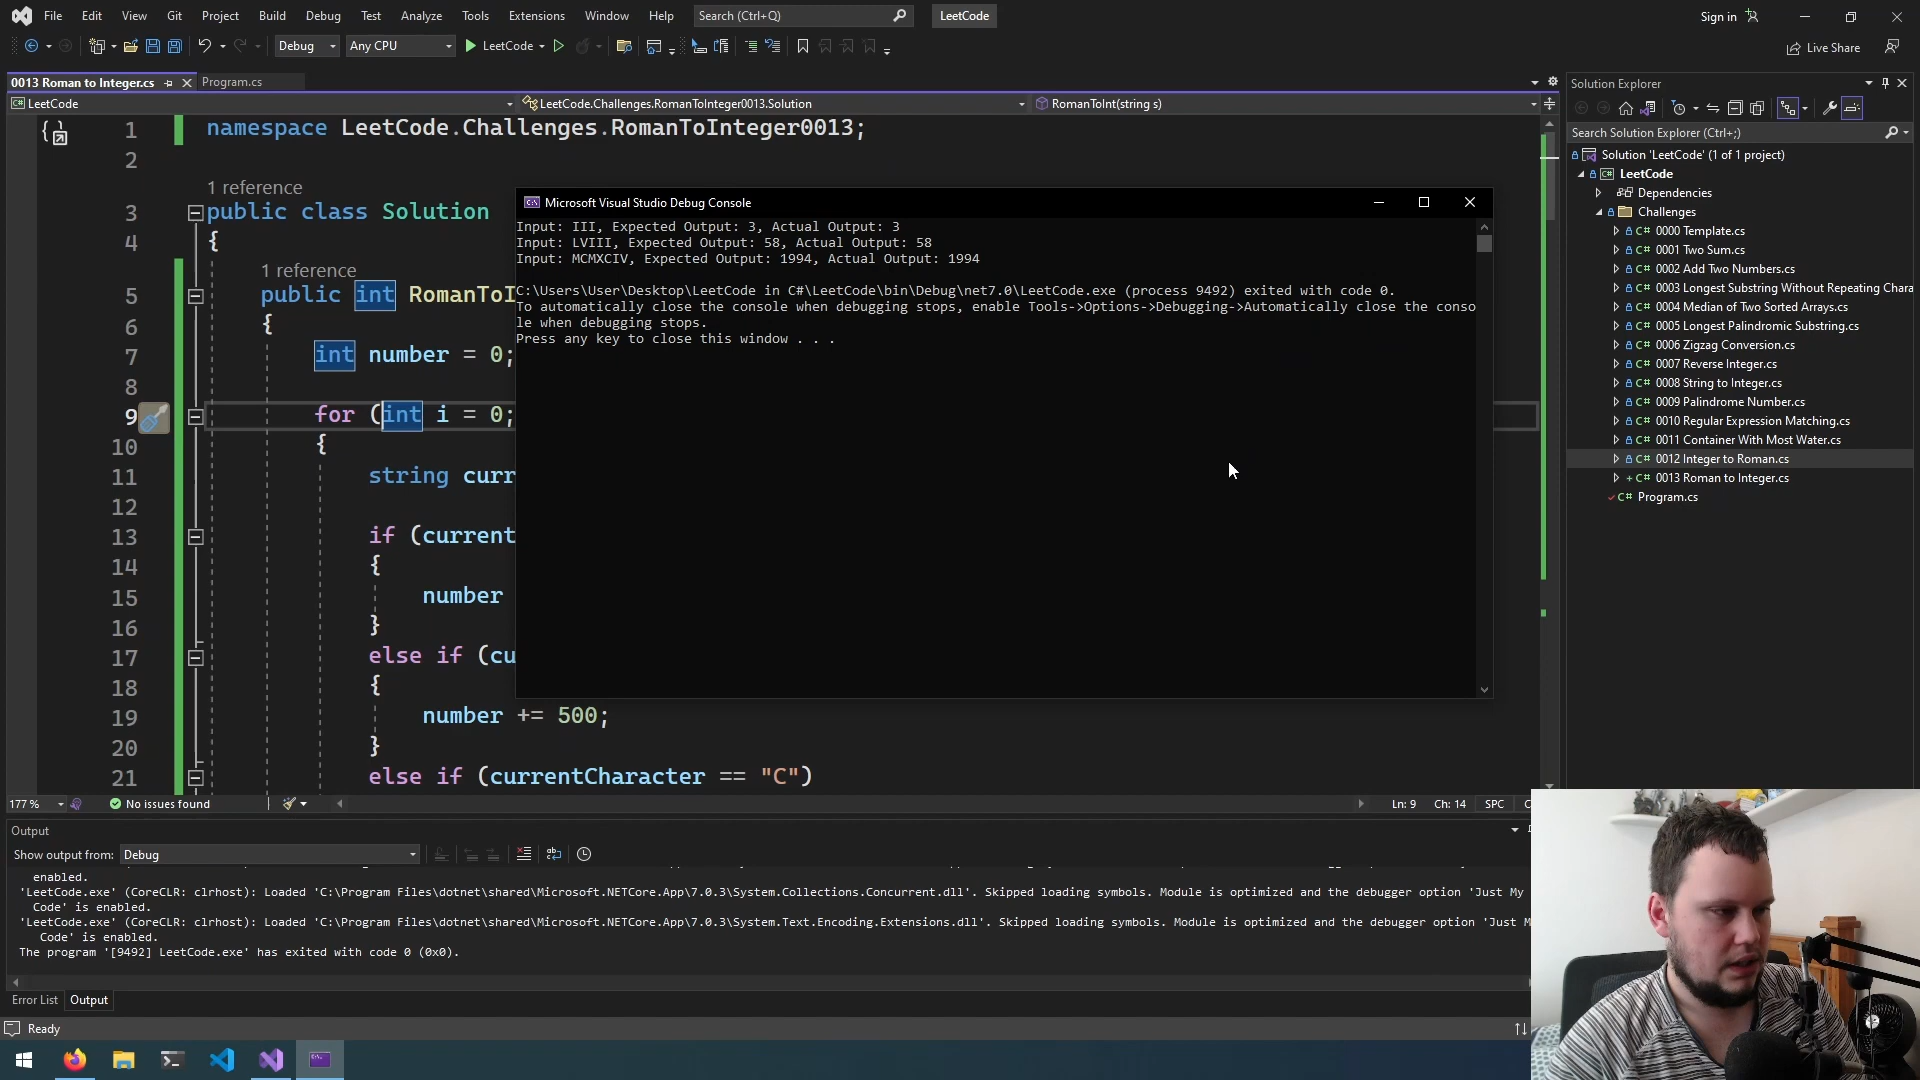 File Edit View Git Project Build Debug Test Analyze Tools Extensions Window Help Search (Ctrl+Q) LeetCode Sign in
Debug Any CPU LeetCode Live Share
0013 Roman to Integer.cs Program.cs
LeetCode LeetCode.Challenges.RomanToInteger0013.Solution RomanToInt(string s)
1 namespace LeetCode.Challenges.RomanToInteger0013;
2
1 reference
3 public class Solution
4 {
1 reference
5 public int RomanToI
6 {
7 int number = 0;
8
9 for (int i = 0;
10 {
11 string curr
12
13 if (current
14 {
15 number
16 }
17 else if (cu
18 {
19 number += 500;
20 }
21 else if (currentCharacter == "C")
Microsoft Visual Studio Debug Console
Input: III, Expected Output: 3, Actual Output: 3
Input: LVIII, Expected Output: 58, Actual Output: 58
Input: MCMXCIV, Expected Output: 1994, Actual Output: 1994
C:\Users\User\Desktop\LeetCode in C#\LeetCode\bin\Debug\net7.0\LeetCode.exe (process 9492) exited with code 0.
To automatically close the console when debugging stops, enable Tools->Options->Debugging->Automatically close the conso
le when debugging stops.
Press any key to close this window . . .
Solution Explorer
Search Solution Explorer (Ctrl+;)
Solution 'LeetCode' (1 of 1 project)
LeetCode
Dependencies
Challenges
C# 0000 Template.cs
C# 0001 Two Sum.cs
C# 0002 Add Two Numbers.cs
C# 0003 Longest Substring Without Repeating Chara
C# 0004 Median of Two Sorted Arrays.cs
C# 0005 Longest Palindromic Substring.cs
C# 0006 Zigzag Conversion.cs
C# 0007 Reverse Integer.cs
C# 0008 String to Integer.cs
C# 0009 Palindrome Number.cs
C# 0010 Regular Expression Matching.cs
C# 0011 Container With Most Water.cs
C# 0012 Integer to Roman.cs
+ C# 0013 Roman to Integer.cs
C# Program.cs
177 % No issues found Ln: 9 Ch: 14 SPC
Output
Show output from: Debug
enabled.
'LeetCode.exe' (CoreCLR: clrhost): Loaded 'C:\Program Files\dotnet\shared\Microsoft.NETCore.App\7.0.3\System.Collections.Concurrent.dll'. Skipped loading symbols. Module is optimized and the debugger option 'Just My
Code' is enabled.
'LeetCode.exe' (CoreCLR: clrhost): Loaded 'C:\Program Files\dotnet\shared\Microsoft.NETCore.App\7.0.3\System.Text.Encoding.Extensions.dll'. Skipped loading symbols. Module is optimized and the debugger option 'Just M
Code' is enabled.
The program '[9492] LeetCode.exe' has exited with code 0 (0x0).
Error List Output
Ready